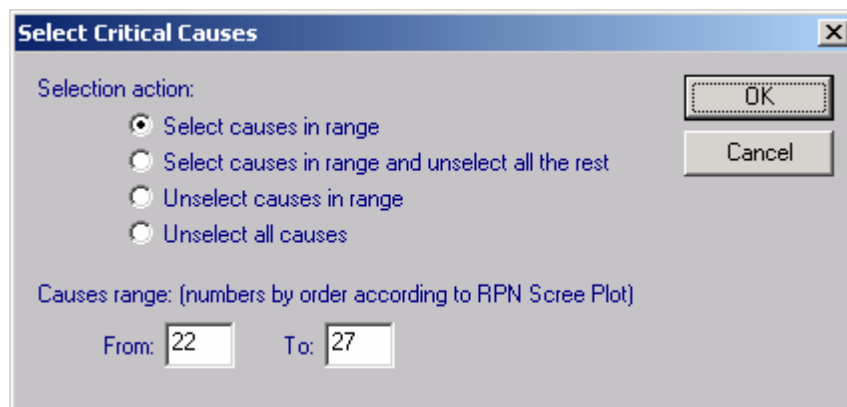 Select Critical Causes
Selection action:
OK
Select causes in range
Select causes in range and unselect all the rest
Cancel
Unselect causes in range
Unselect all causes
Causes range: (numbers by order according to RPN Scree Plot)
From: 22 To: 27